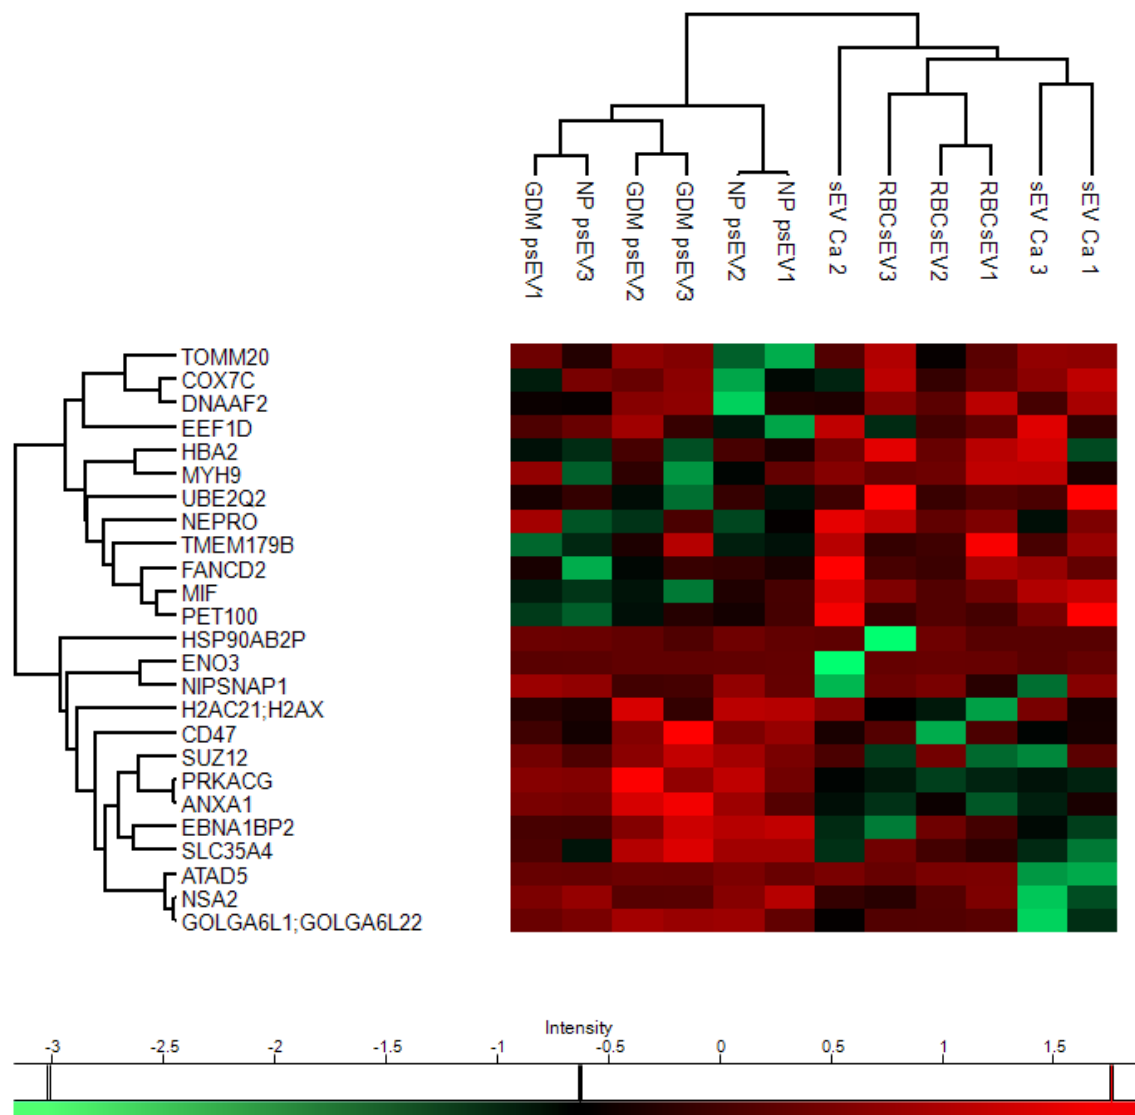 GDM psEV1
NP psEV3
GDM psEV2
GDM psEV3
NP psEV2
NP psEV1
sEV Ca 2
RBCsEV3
RBCsEV2
RBCsEV1
sEV Ca 3
sEV Ca 1
TOMM20
COX7C
DNAAF2
EEF1D
HBA2
MYH9
UBE2Q2
NEPRO
TMEM179B
FANCD2
MIF
PET100
HSP90AB2P
ENO3
NIPSNAP1
H2AC21;H2AX
CD47
SUZ12
PRKACG
ANXA1
EBNA1BP2
SLC35A4
ATAD5
NSA2
GOLGA6L1;GOLGA6L22
Intensity
-3 -2.5 -2 -1.5 -1 -0.5 0 0.5 1 1.5